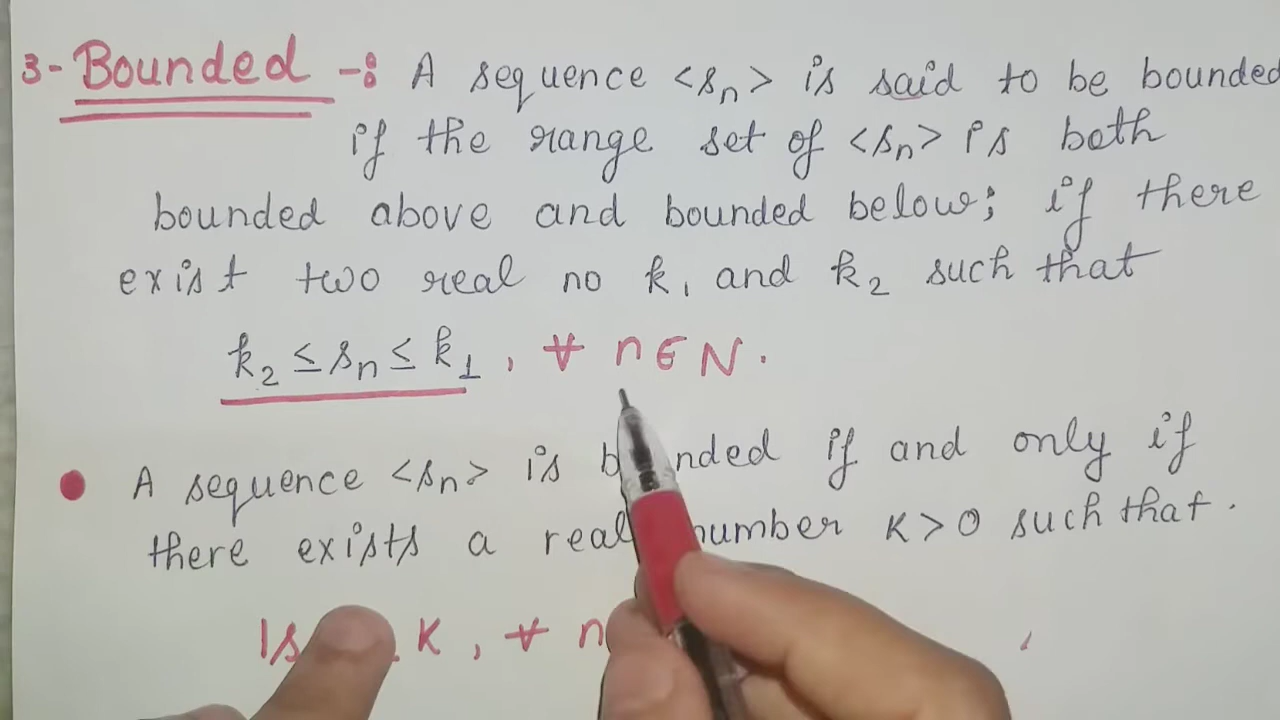 3- Bounded -: A sequence <sn> is said to be bounded
if the range set of <sn> is both
bounded above and bounded below; if there
exist two real no k1 and k2 such that
k2 ≤ sn ≤ k1, ∀ n ∈ N.
• A sequence <sn> is if and only if
there exists a real number K > 0 such that.
K, ∀ n